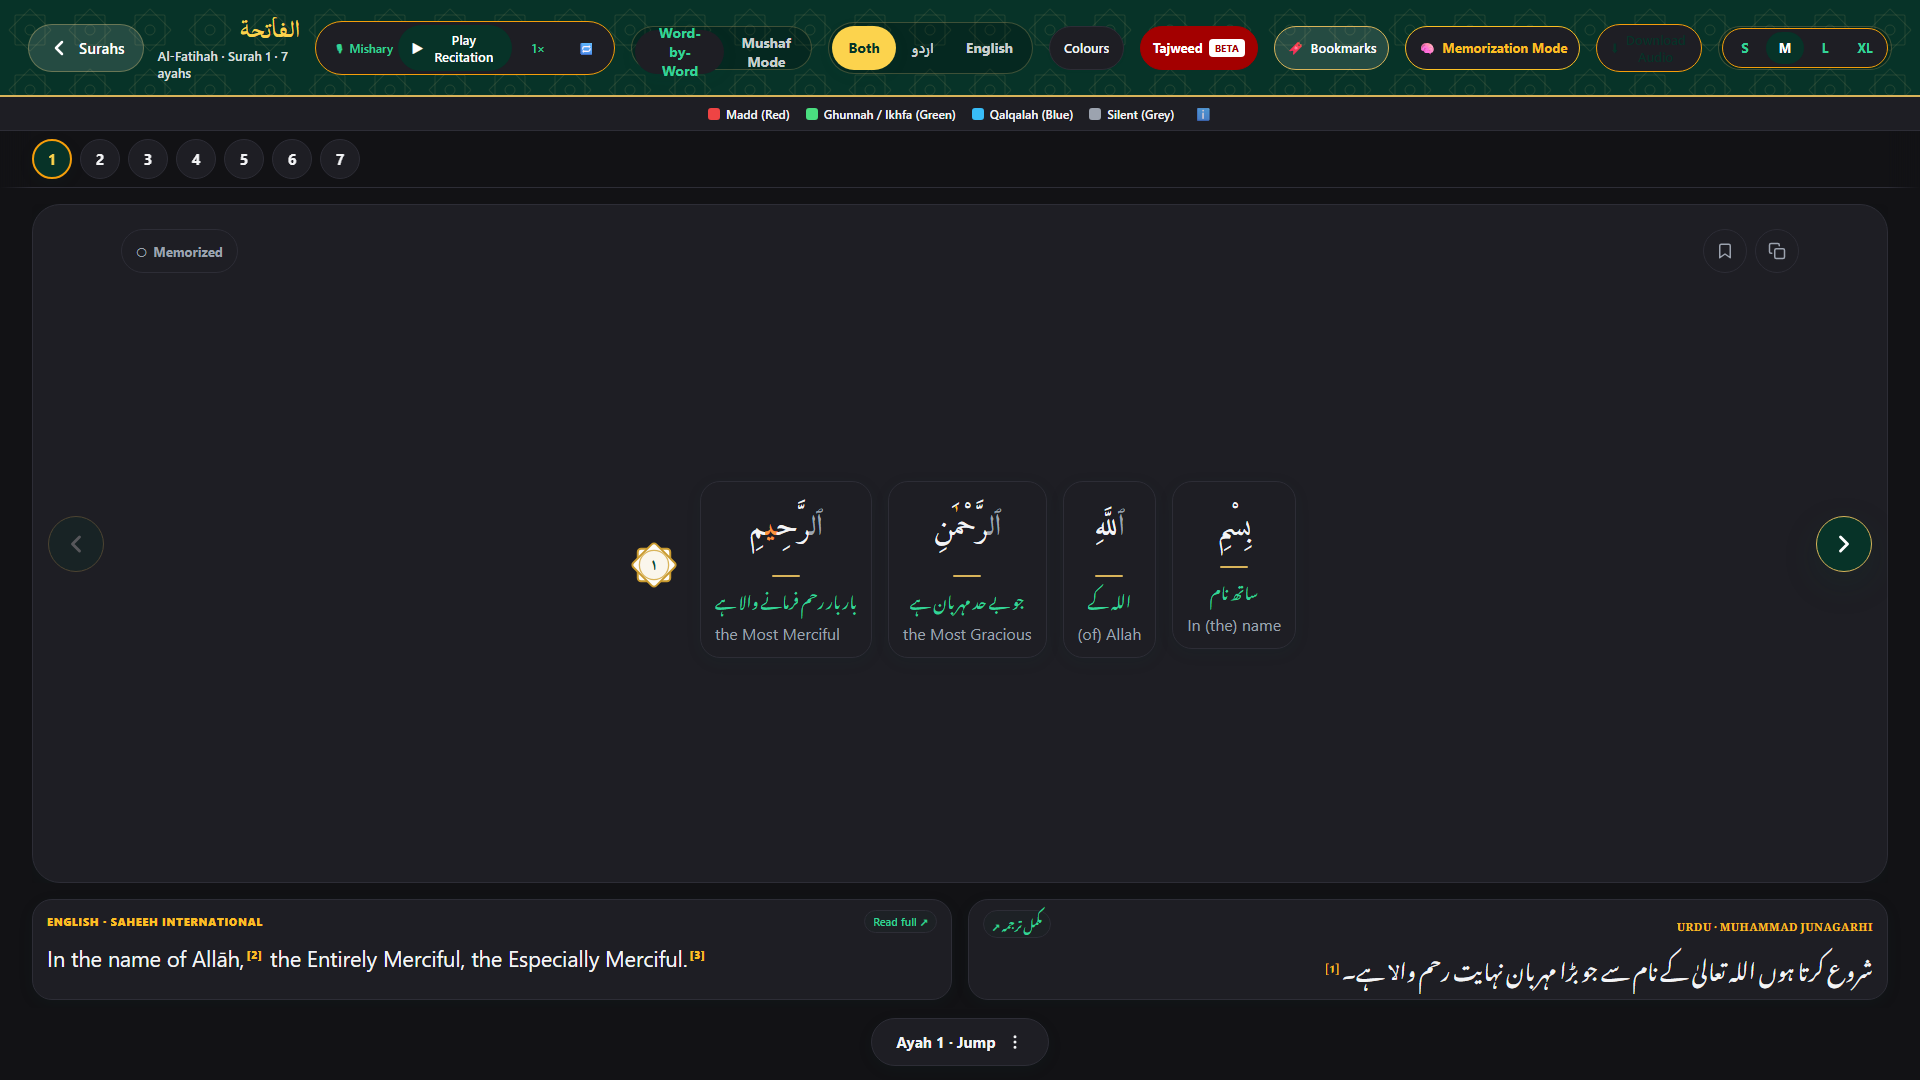 Surahs
الفاتحة
Al-Fatihah · Surah 1 · 7
ayahs
Mishary
Play
Recitation
1×
Word-
by-
Word
Mushaf
Mode
Both
اردو
English
Colours
Tajweed BETA
Bookmarks
Memorization Mode
S
M
L
XL
Madd (Red)
Ghunnah / Ikhfa (Green)
Qalqalah (Blue)
Silent (Grey)
1
2
3
4
5
6
7
Memorized
بِسْمِ
ساتھ نام
In (the) name
ٱللَّهِ
اللہ کے
(of) Allah
ٱلرَّحْمَٰنِ
جو بے حد مہربان ہے
the Most Gracious
ٱلرَّحِيمِ
بار بار رحم فرمانے والا ہے
the Most Merciful
١
ENGLISH · SAHEEH INTERNATIONAL
Read full ↗
In the name of Allāh,[2] the Entirely Merciful, the Especially Merciful.[3]
URDU · MUHAMMAD JUNAGARHI
مکمل ترجمہ ↗
شروع کرتا ہوں اللہ تعالیٰ کے نام سے جو بڑا مہربان نہایت رحم والا ہے۔[1]
Ayah 1 · Jump